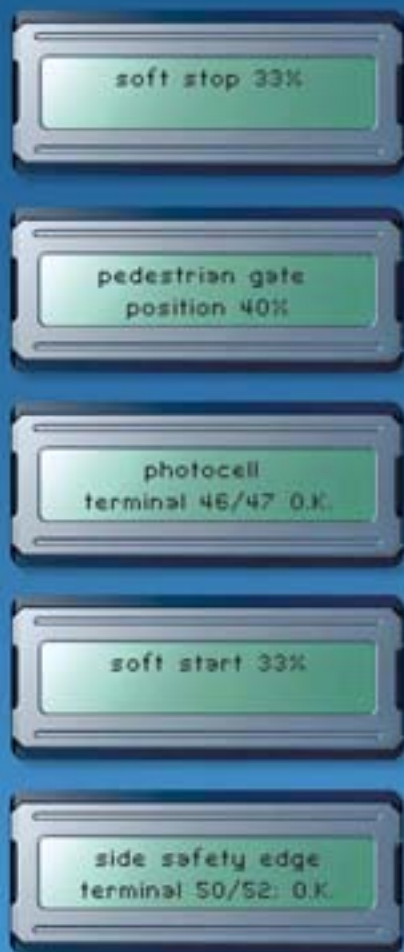 soft stop 33%
pedestrian gate
position 40%
photocell
terminal 46/47 O.K.
soft start 33%
side safety edge
terminal 50/52: O.K.